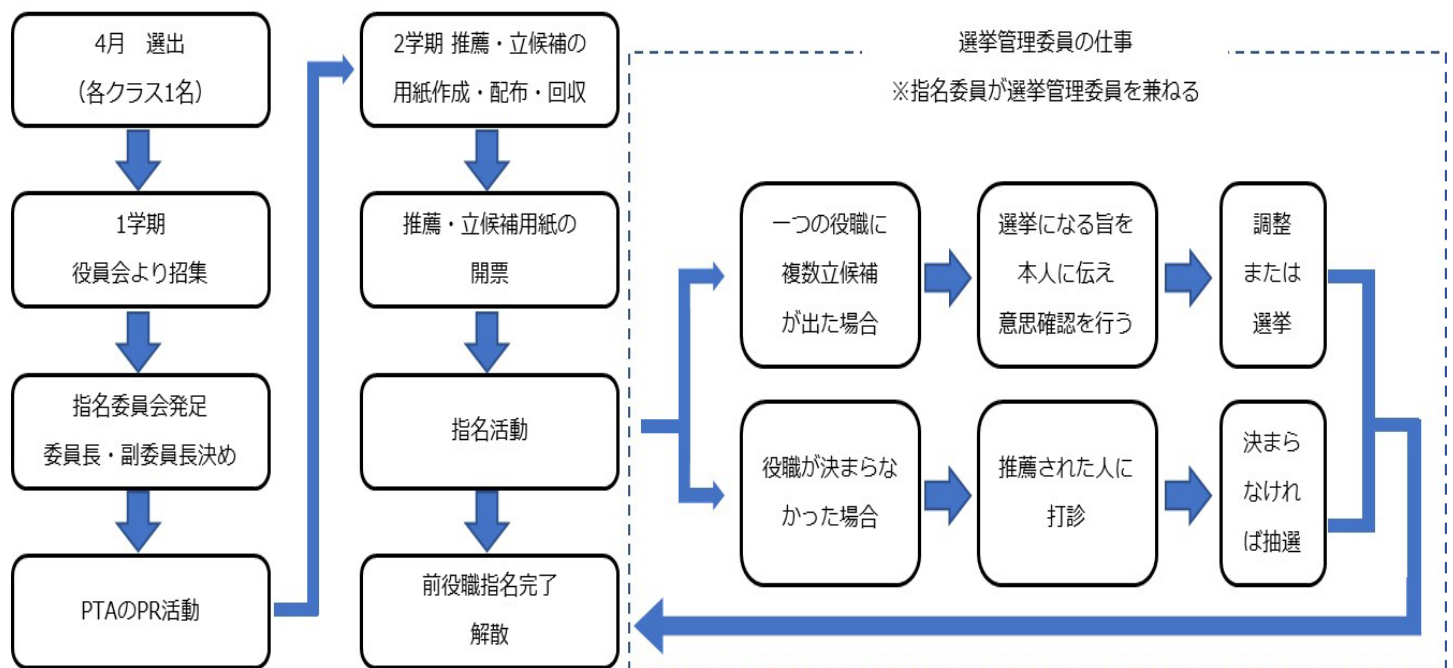 4月　選出
（各クラス1名）
1学期
役員会より招集
指名委員会発足
委員長・副委員長決め
PTAのPR活動
2学期 推薦・立候補の
用紙作成・配布・回収
推薦・立候補用紙の
開票
指名活動
前役職指名完了
解散
選挙管理委員の仕事
※指名委員が選挙管理委員を兼ねる
一つの役職に
複数立候補
が出た場合
選挙になる旨を
本人に伝え
意思確認を行う
調整
または
選挙
役職が決まらな
かった場合
推薦された人に
打診
決まら
なけれ
ば抽選